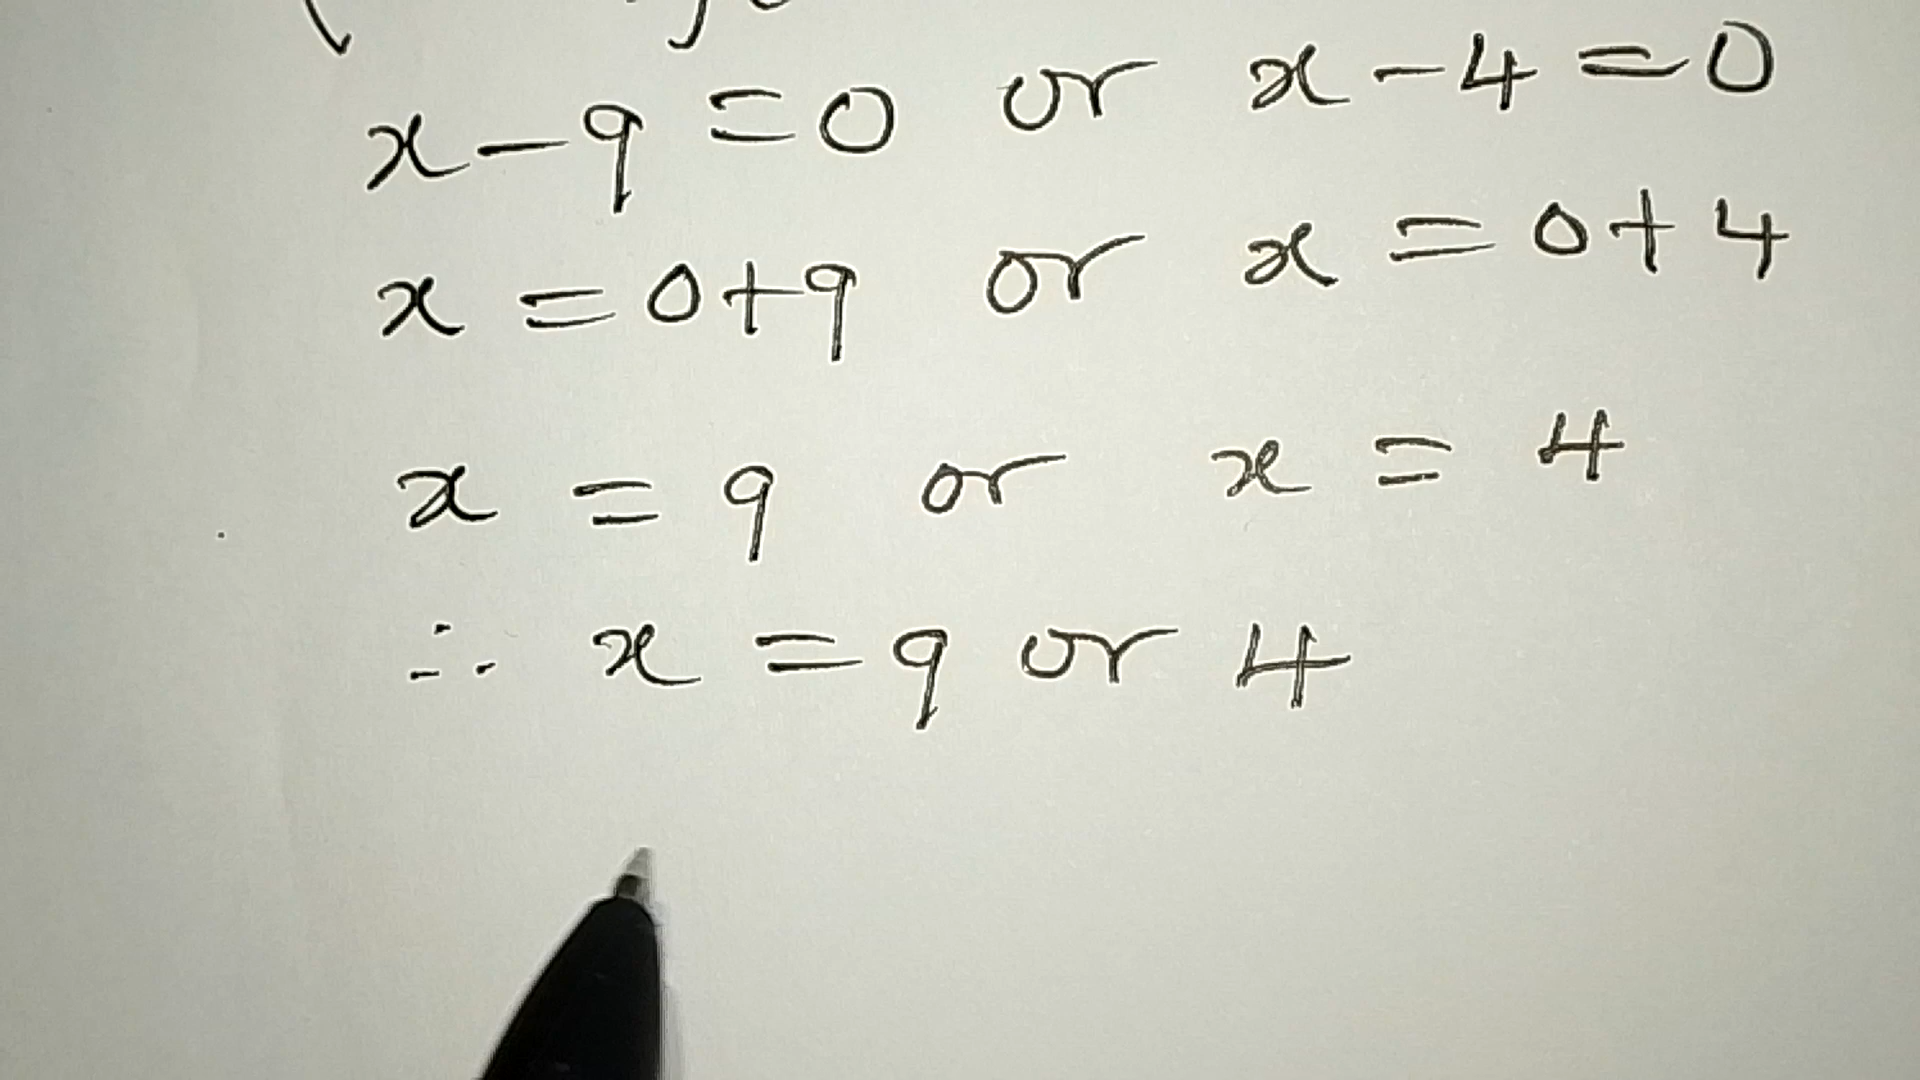 x - 9 = 0 or x - 4 = 0
x = 0 + 9 or x = 0 + 4
x = 9 or x = 4
∴ x = 9 or 4